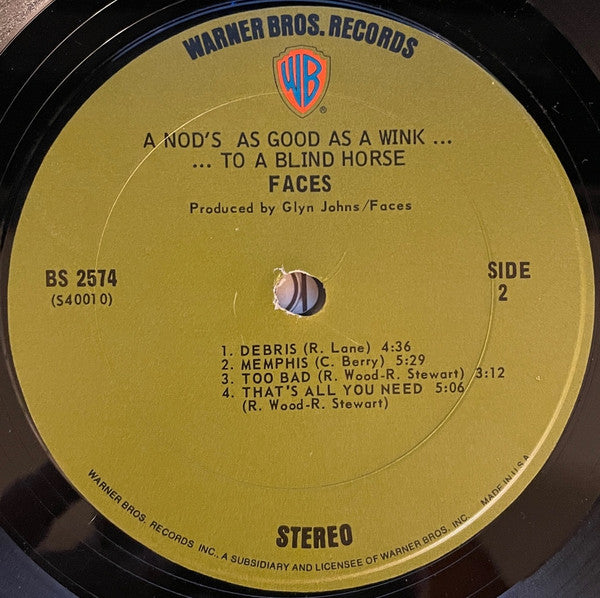 WARNER BROS. RECORDS
WB
®
A NOD'S AS GOOD AS A WINK ...
... TO A BLIND HORSE
FACES
Produced by Glyn Johns/Faces
BS 2574
(S40010)
SIDE
2
1. DEBRIS (R. Lane) 4:36
2. MEMPHIS (C. Berry) 5:29
3. TOO BAD (R. Wood-R. Stewart) 3:12
4. THAT'S ALL YOU NEED 5:06
(R. Wood-R. Stewart)
STEREO
WARNER BROS. RECORDS INC., A SUBSIDIARY AND LICENSEE OF WARNER BROS. INC. MADE IN U.S.A.